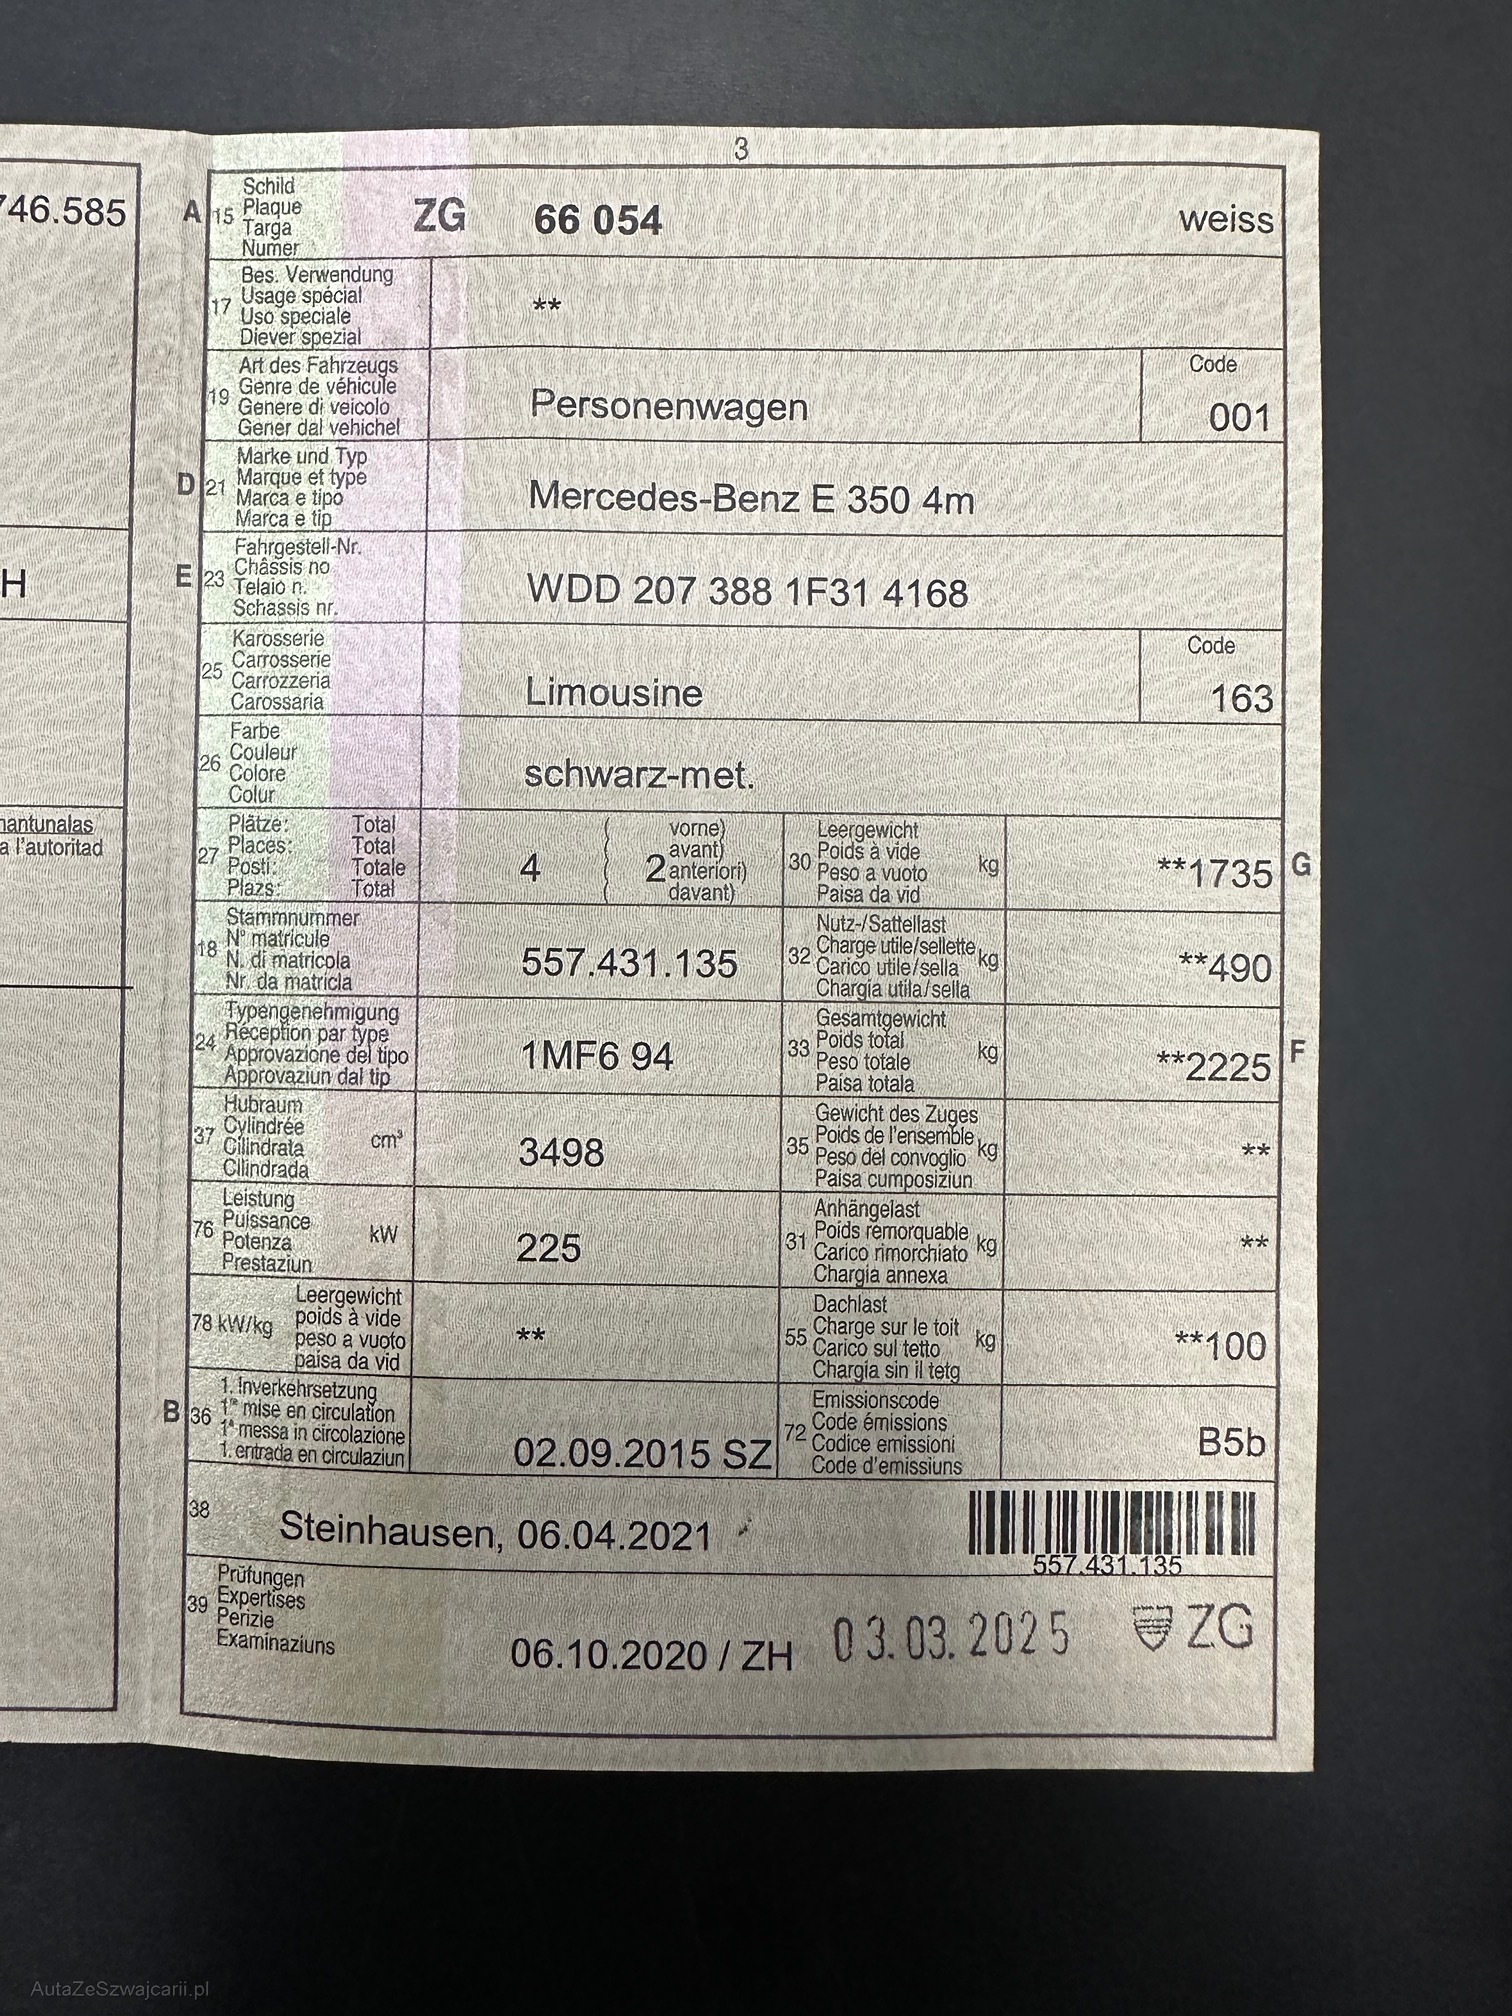 3
746.585
H
nantunalas
a l'autoritad
A 15 Schild
Plaque
Targa
Numer
ZG 66 054 weiss
17 Bes. Verwendung
Usage spécial
Uso speciale
Diever spezial
**
19 Art des Fahrzeugs
Genre de véhicule
Genere di veicolo
Gener dal vehichel
Personenwagen
Code
001
D 21 Marke und Typ
Marque et type
Marca e tipo
Marca e tip
Mercedes-Benz E 350 4m
E 23 Fahrgestell-Nr.
Châssis no
Telaio n.
Schassis nr.
WDD 207 388 1F31 4168
25 Karosserie
Carrosserie
Carrozzeria
Carossaria
Limousine
Code
163
26 Farbe
Couleur
Colore
Colur
schwarz-met.
27 Plätze: Total
Places: Total
Posti: Totale
Plazs: Total
4 ( 2 vorne)
avant)
anteriori)
davant)
30 Leergewicht
Poids à vide
Peso a vuoto
Paisa da vid
kg
**1735 G
18 Stammnummer
N° matricule
N. di matricola
Nr. da matricla
557.431.135
32 Nutz-/Sattellast
Charge utile/sellette
Carico utile/sella
Chargia utila/sella
kg
**490
24 Typengenehmigung
Réception par type
Approvazione del tipo
Approvaziun dal tip
1MF6 94
33 Gesamtgewicht
Poids total
Peso totale
Paisa totala
kg
**2225 F
37 Hubraum
Cylindrée
Cilindrata
Cilindrada
cm³
3498
35 Gewicht des Zuges
Poids de l'ensemble
Peso del convoglio
Paisa cumposiziun
kg
**
76 Leistung
Puissance
Potenza
Prestaziun
kW
225
31 Anhängelast
Poids remorquable
Carico rimorchiato
Chargia annexa
kg
**
78 kW/kg Leergewicht
poids à vide
peso a vuoto
paisa da vid
**
55 Dachlast
Charge sur le toit
Carico sul tetto
Chargia sin il tetg
kg
**100
B 36 1. Inverkehrsetzung
1re mise en circulation
1a messa in circolazione
1. entrada en circulaziun
02.09.2015 SZ
72 Emissionscode
Code émissions
Codice emissioni
Code d'emissiuns
B5b
38 Steinhausen, 06.04.2021
557.431.135
39 Prüfungen
Expertises
Perizie
Examinaziuns
06.10.2020 / ZH 03.03.2025 ZG
AutaZeSzwajcarii.pl